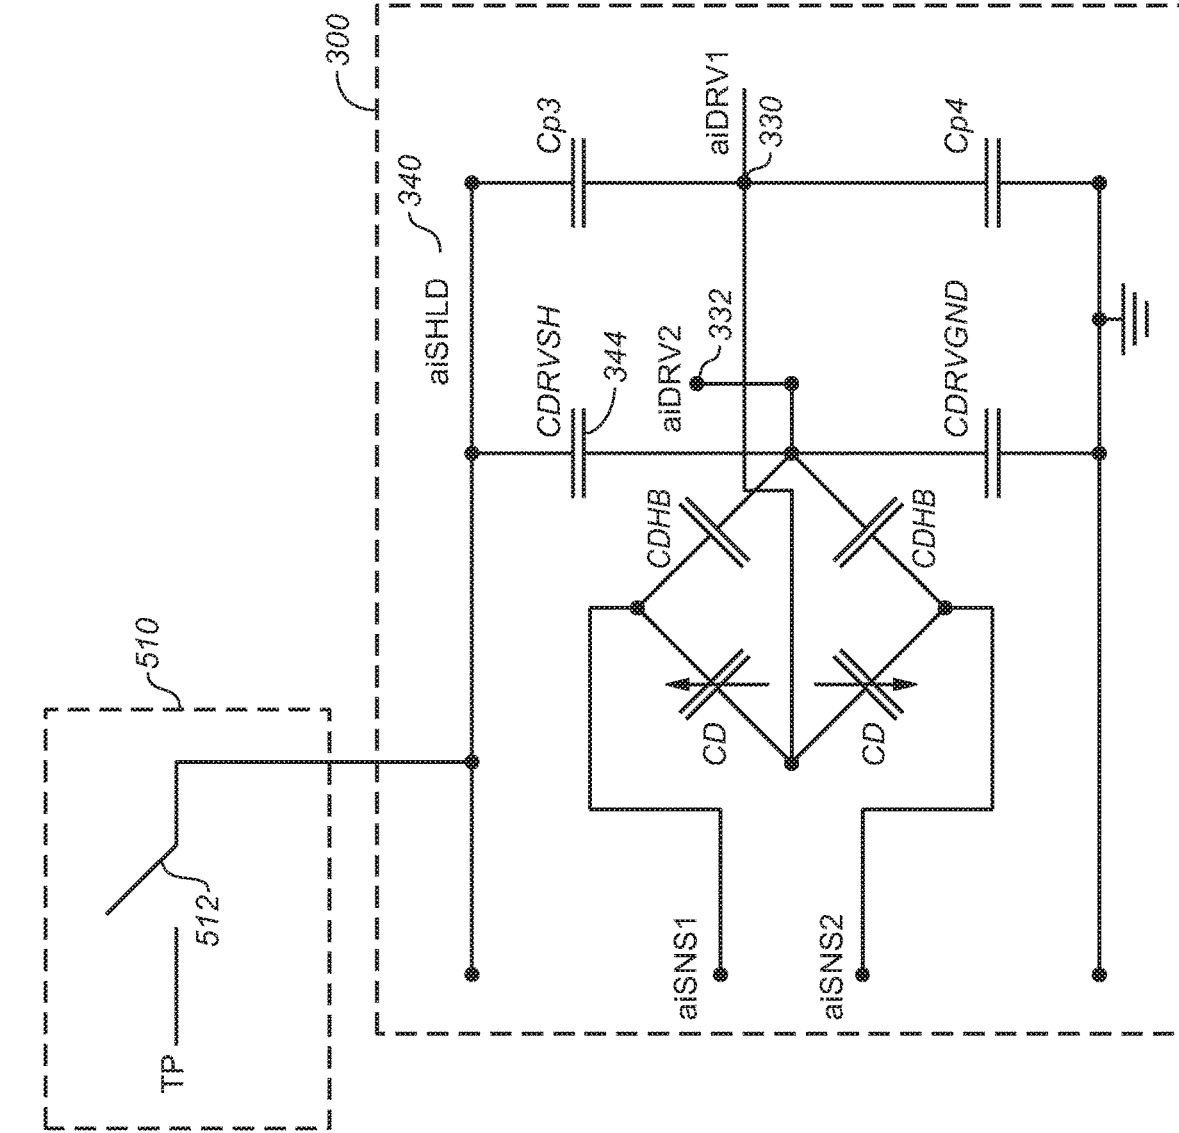 300
340
aiSHLD
Cp3
aiDRV1
330
Cp4
CDRVSH
344
aiDRV2
332
CDRVGND
CDHB
CDHB
510
512
TP
CD
CD
aiSNS1
aiSNS2